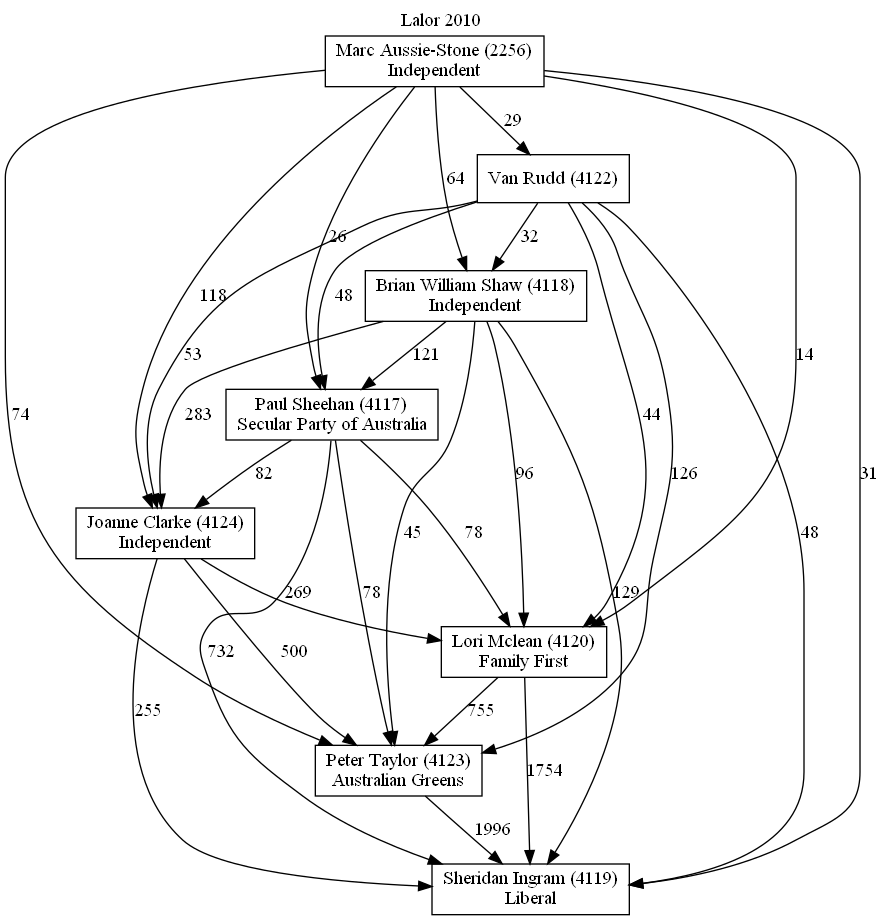 Lalor 2010
Marc Aussie-Stone (2256)
Independent
29
Van Rudd (4122)
64
26
32
48
Brian William Shaw (4118)
Independent
118
53
121
14
283
Paul Sheehan (4117)
Secular Party of Australia
74
44
82
96
126
31
Joanne Clarke (4124)
Independent
45
78
48
269
78
129
732
500
Lori Mclean (4120)
Family First
255
755
Peter Taylor (4123)
Australian Greens
1754
1996
Sheridan Ingram (4119)
Liberal